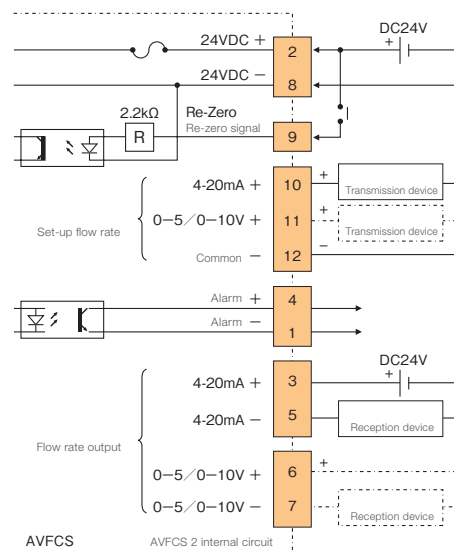 DC24V
24VDC + 2 +
24VDC − 8
2.2kΩ Re-Zero
R Re-zero signal 9
4-20mA + 10 + Transmission device
0−5／0−10V + 11 + Transmission device
Set-up flow rate
Common − 12 −
Alarm + 4
Alarm − 1
DC24V
4-20mA + 3 +
4-20mA − 5 Reception device
Flow rate output
0−5／0−10V + 6 +
0−5／0−10V − 7 Reception device
AVFCS AVFCS 2 internal circuit